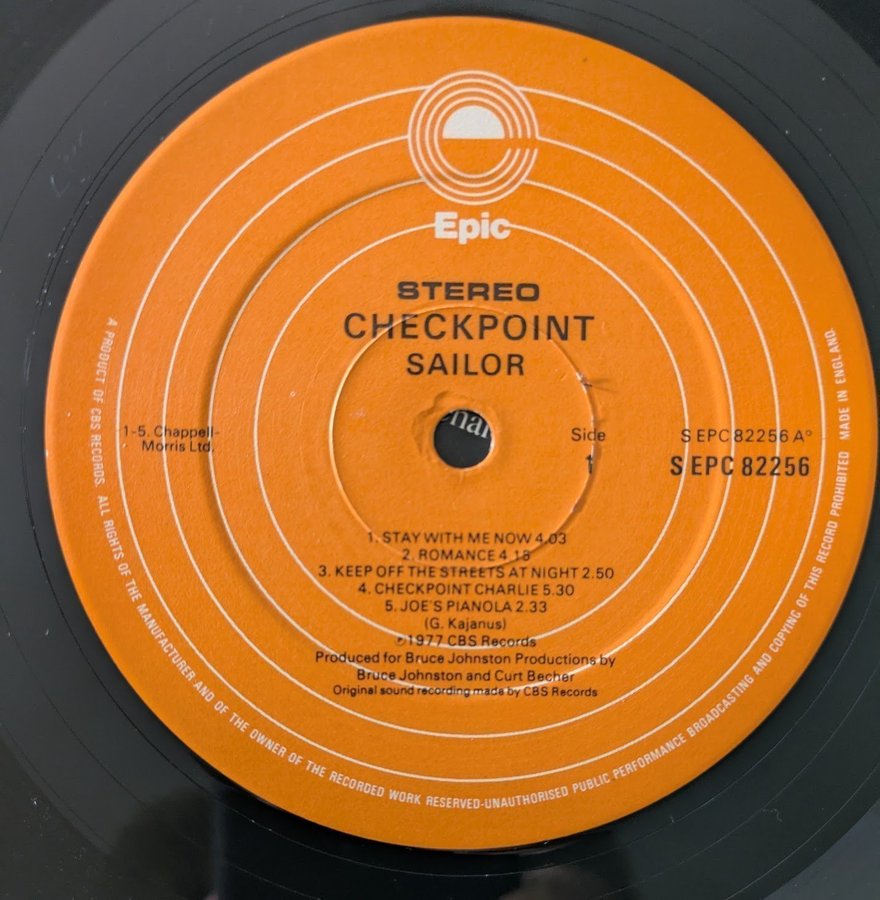 Epic
STEREO
CHECKPOINT
SAILOR
1-5. Chappell-
Morris Ltd.
Side
1
S EPC 82256 A°
S EPC 82256
1. STAY WITH ME NOW 4.03
2. ROMANCE 4.18
3. KEEP OFF THE STREETS AT NIGHT 2.50
4. CHECKPOINT CHARLIE 5.30
5. JOE'S PIANOLA 2.33
(G. Kajanus)
℗1977 CBS Records
Produced for Bruce Johnston Productions by
Bruce Johnston and Curt Becher
Original sound recording made by CBS Records
A PRODUCT OF CBS RECORDS. ALL RIGHTS OF THE MANUFACTURER AND OF THE OWNER OF THE RECORDED WORK RESERVED-UNAUTHORISED PUBLIC PERFORMANCE BROADCASTING AND COPYING OF THIS RECORD PROHIBITED MADE IN ENGLAND.